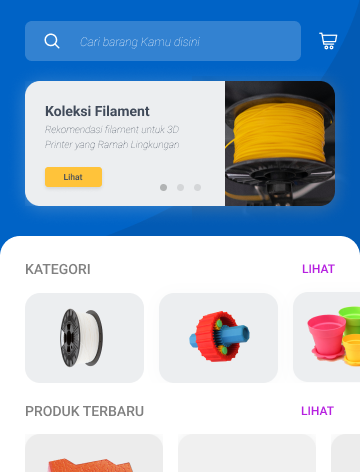 Cari barang Kamu disini
Koleksi Filament
Rekomendasi filament untuk 3D
Printer yang Ramah Lingkungan
Lihat
KATEGORI
LIHAT
PRODUK TERBARU
LIHAT